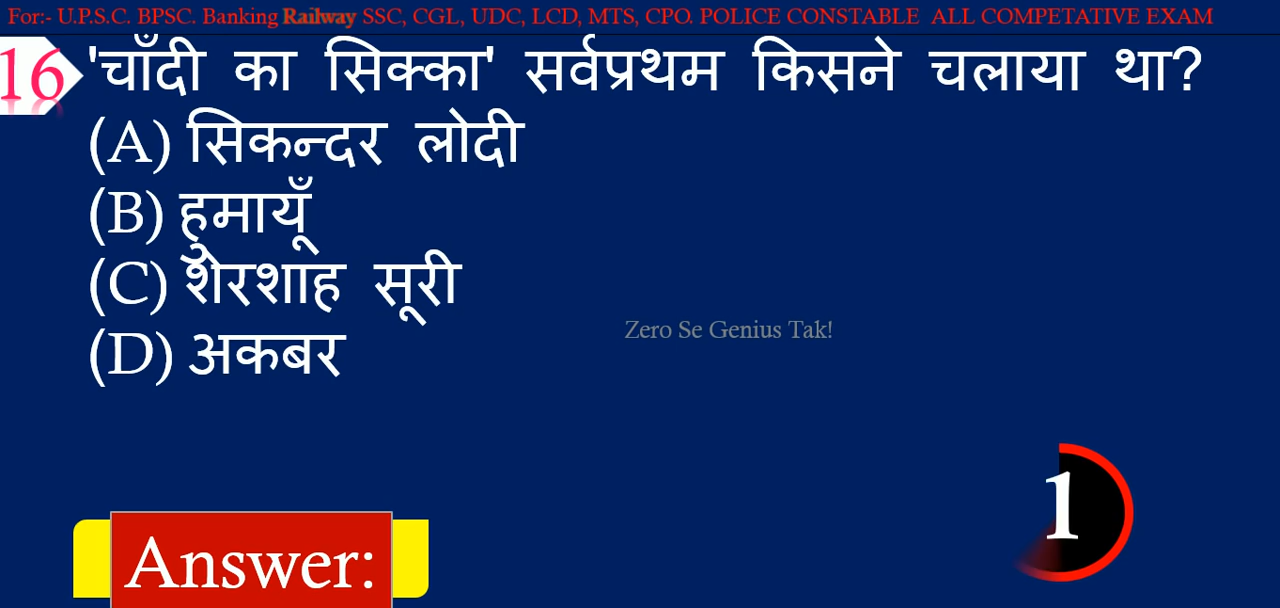 For:- U.P.S.C. BPSC. Banking Railway SSC, CGL, UDC, LCD, MTS, CPO. POLICE CONSTABLE ALL COMPETATIVE EXAM
16 'चाँदी का सिक्का' सर्वप्रथम किसने चलाया था?
(A) सिकन्दर लोदी
(B) हुमायूँ
(C) शेरशाह सूरी
Zero Se Genius Tak!
(D) अकबर
1
Answer: